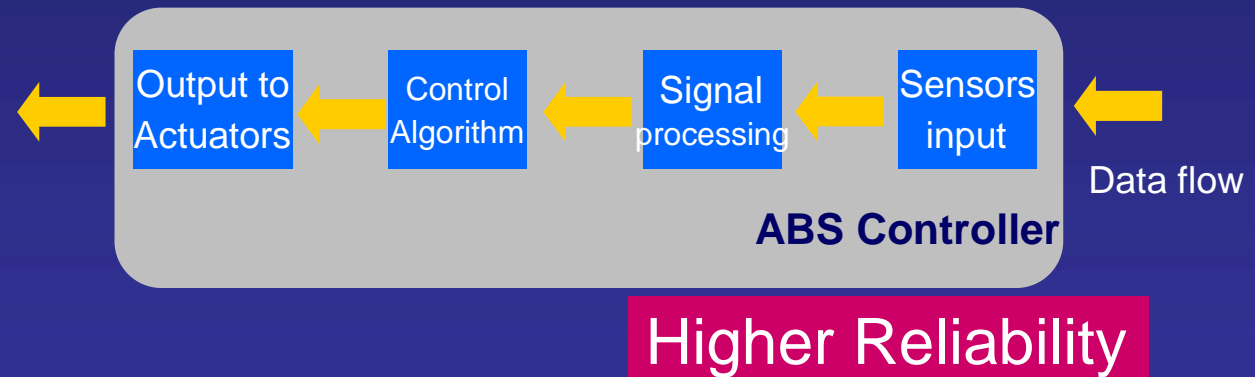 Output to
Actuators
Control
Algorithm
Signal
processing
Sensors
input
Data flow
ABS Controller
Higher Reliability